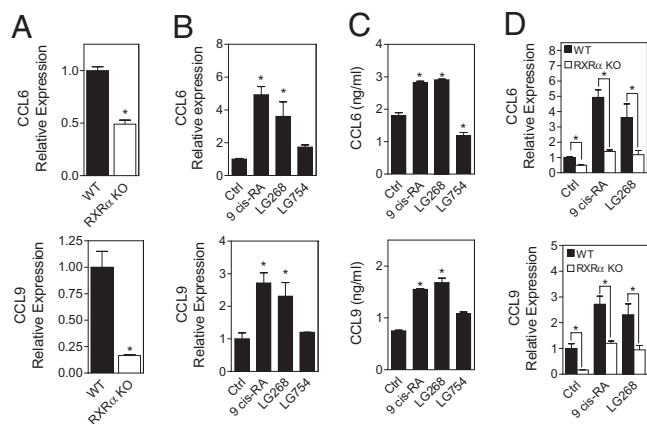 A
B
C
D
CCL6
Relative Expression
1.0
0.5
0.0
*
WT
RXRα KO
CCL6
Relative Expression
8
6
4
2
0
*
*
Ctrl
9 cis-RA
LG268
LG754
CCL6 (ng/ml)
3
2
1
0
*
*
*
Ctrl
9 cis-RA
LG268
LG754
CCL6
Relative Expression
8
6
5
4
3
2
1
0
WT
RXRα KO
*
*
*
Ctrl
9 cis-RA
LG268
CCL9
Relative Expression
1.25
1.00
0.75
0.50
0.25
0.00
*
WT
RXRα KO
CCL9
Relative Expression
4
3
2
1
0
*
*
Ctrl
9 cis-RA
LG268
LG754
CCL9 (ng/ml)
2
1
0
*
*
Ctrl
9 cis-RA
LG268
LG754
CCL9
Relative Expression
5
4
3
2
1
0
WT
RXRα KO
*
*
*
Ctrl
9 cis-RA
LG268